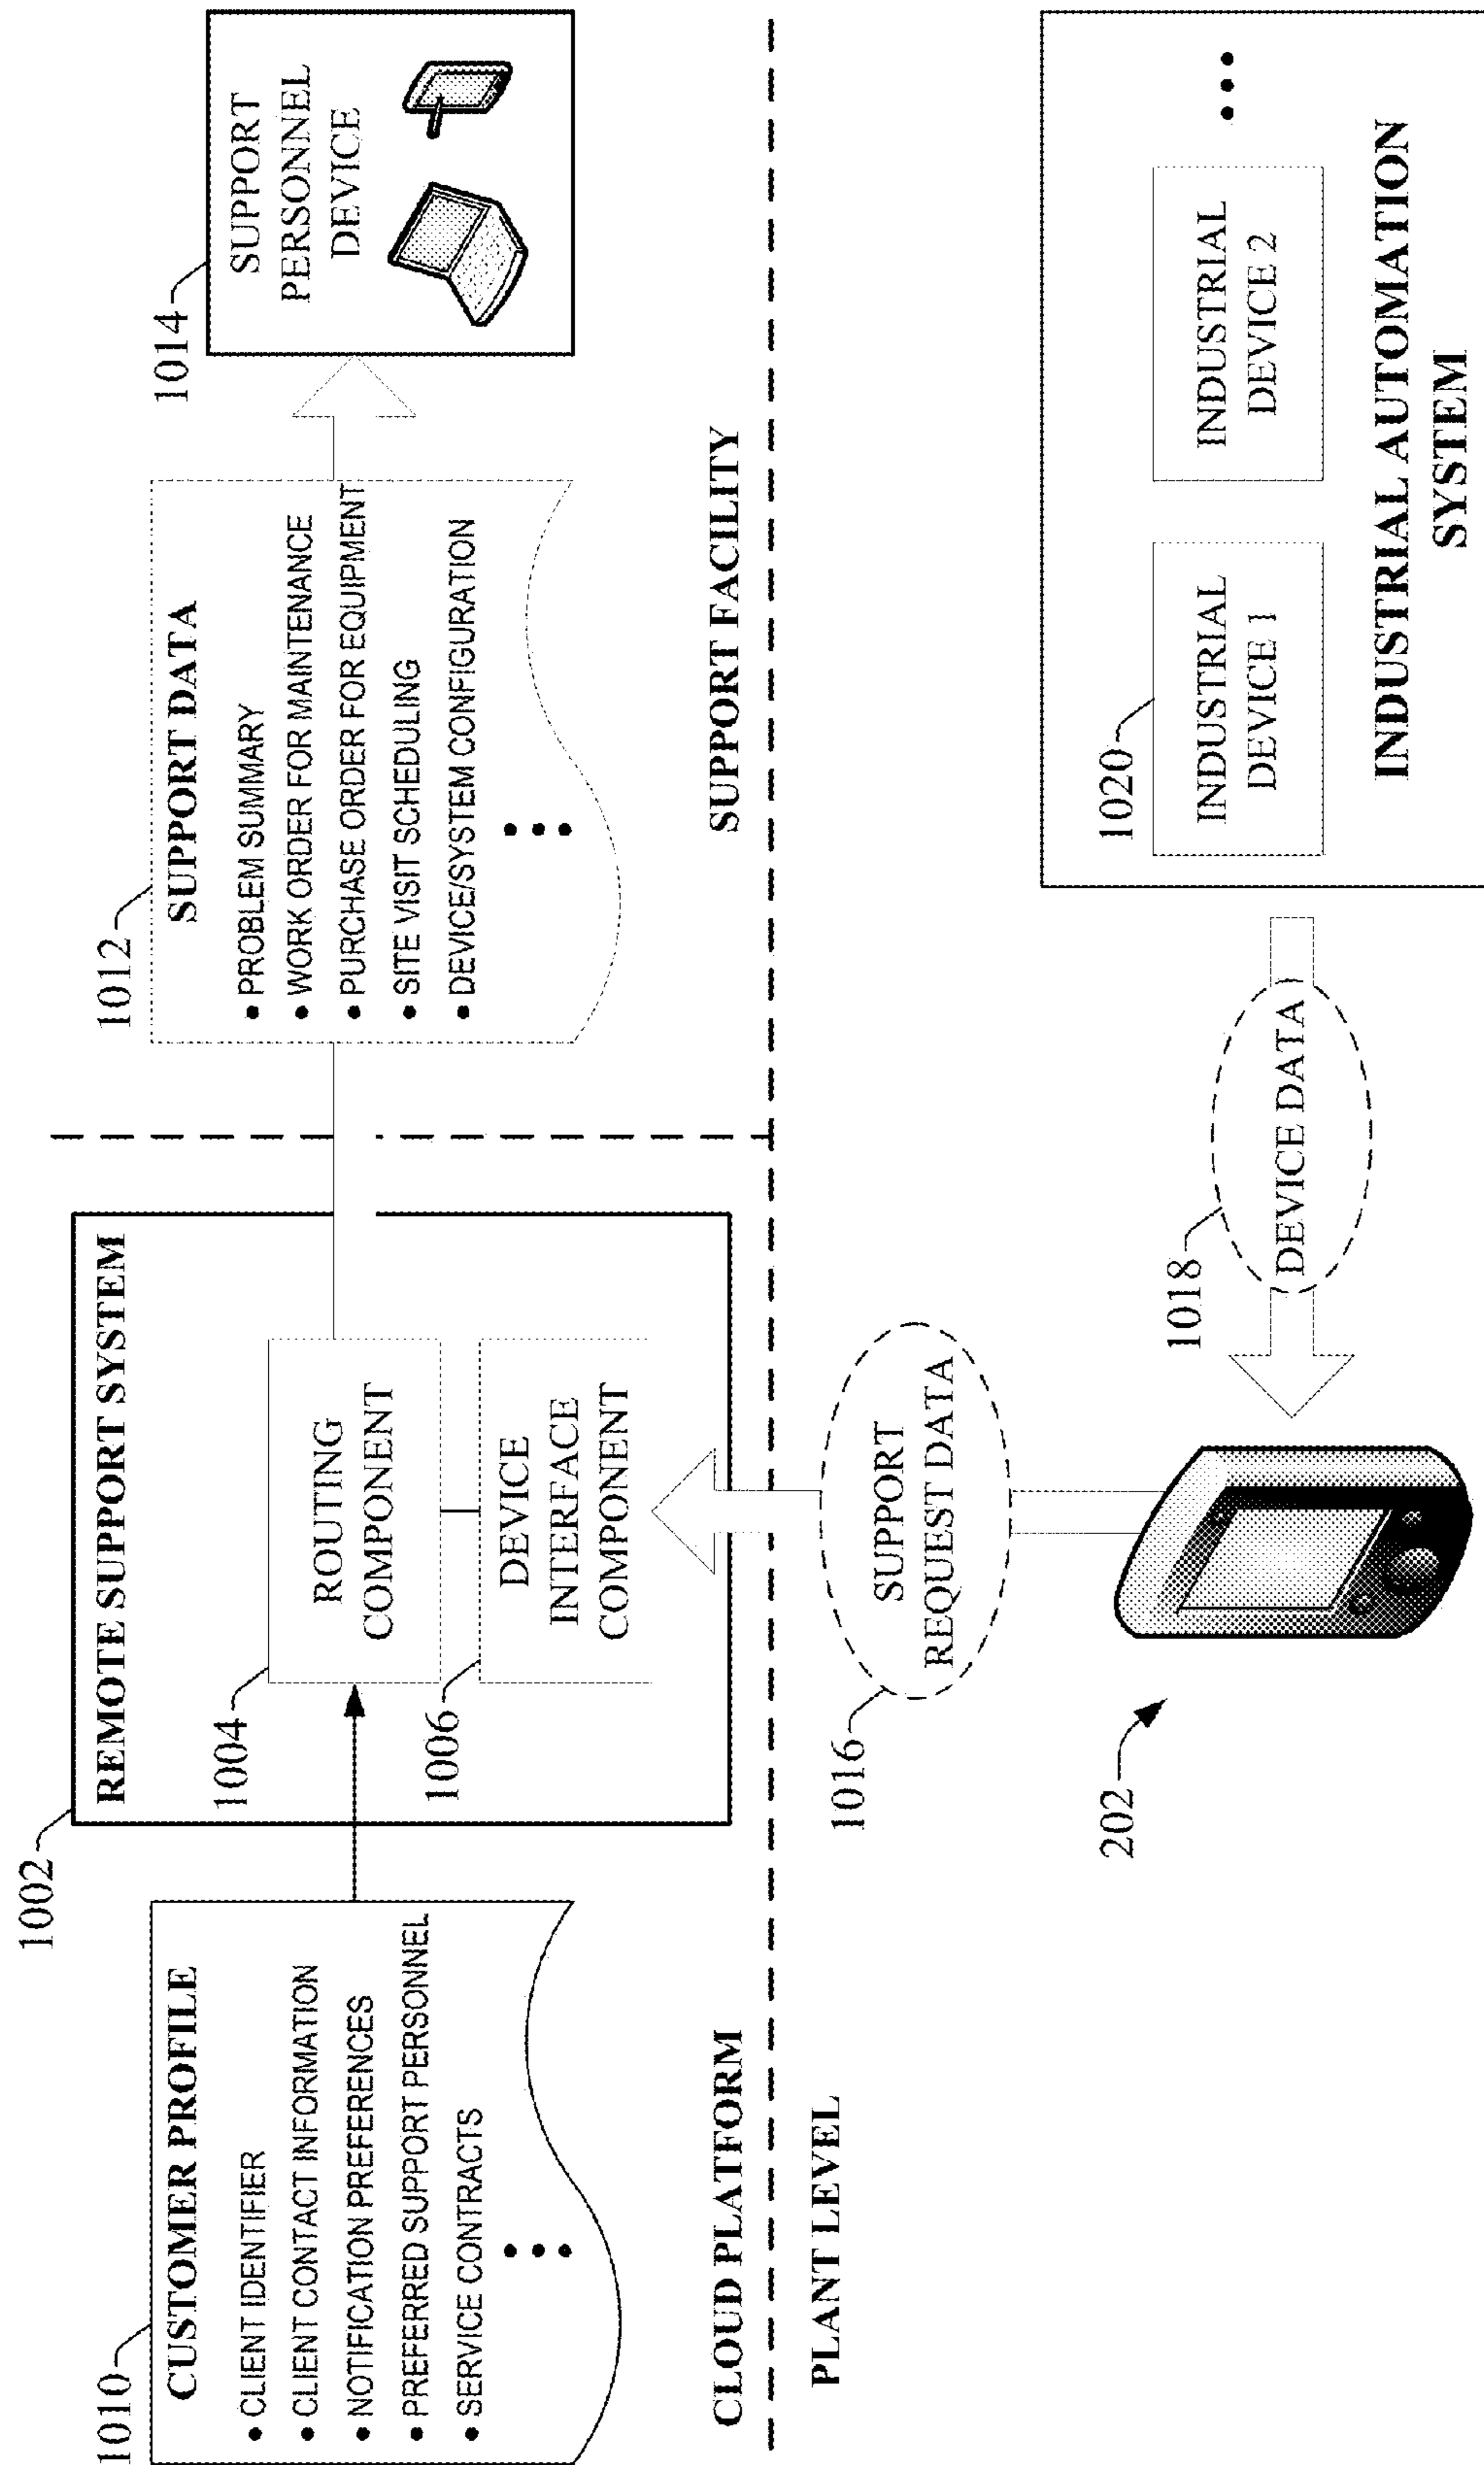 1010
CUSTOMER PROFILE
• CLIENT IDENTIFIER
• CLIENT CONTACT INFORMATION
• NOTIFICATION PREFERENCES
• PREFERRED SUPPORT PERSONNEL
• SERVICE CONTRACTS
1002
REMOTE SUPPORT SYSTEM
1004
ROUTING
COMPONENT
1006
DEVICE
INTERFACE
COMPONENT
1012
SUPPORT DATA
• PROBLEM SUMMARY
• WORK ORDER FOR MAINTENANCE
• PURCHASE ORDER FOR EQUIPMENT
• SITE VISIT SCHEDULING
• DEVICE/SYSTEM CONFIGURATION
1014
SUPPORT
PERSONNEL
DEVICE
CLOUD PLATFORM
SUPPORT FACILITY
PLANT LEVEL
1016
SUPPORT
REQUEST DATA
202
1018
DEVICE DATA
1020
INDUSTRIAL
DEVICE 1
INDUSTRIAL
DEVICE 2
INDUSTRIAL AUTOMATION
SYSTEM